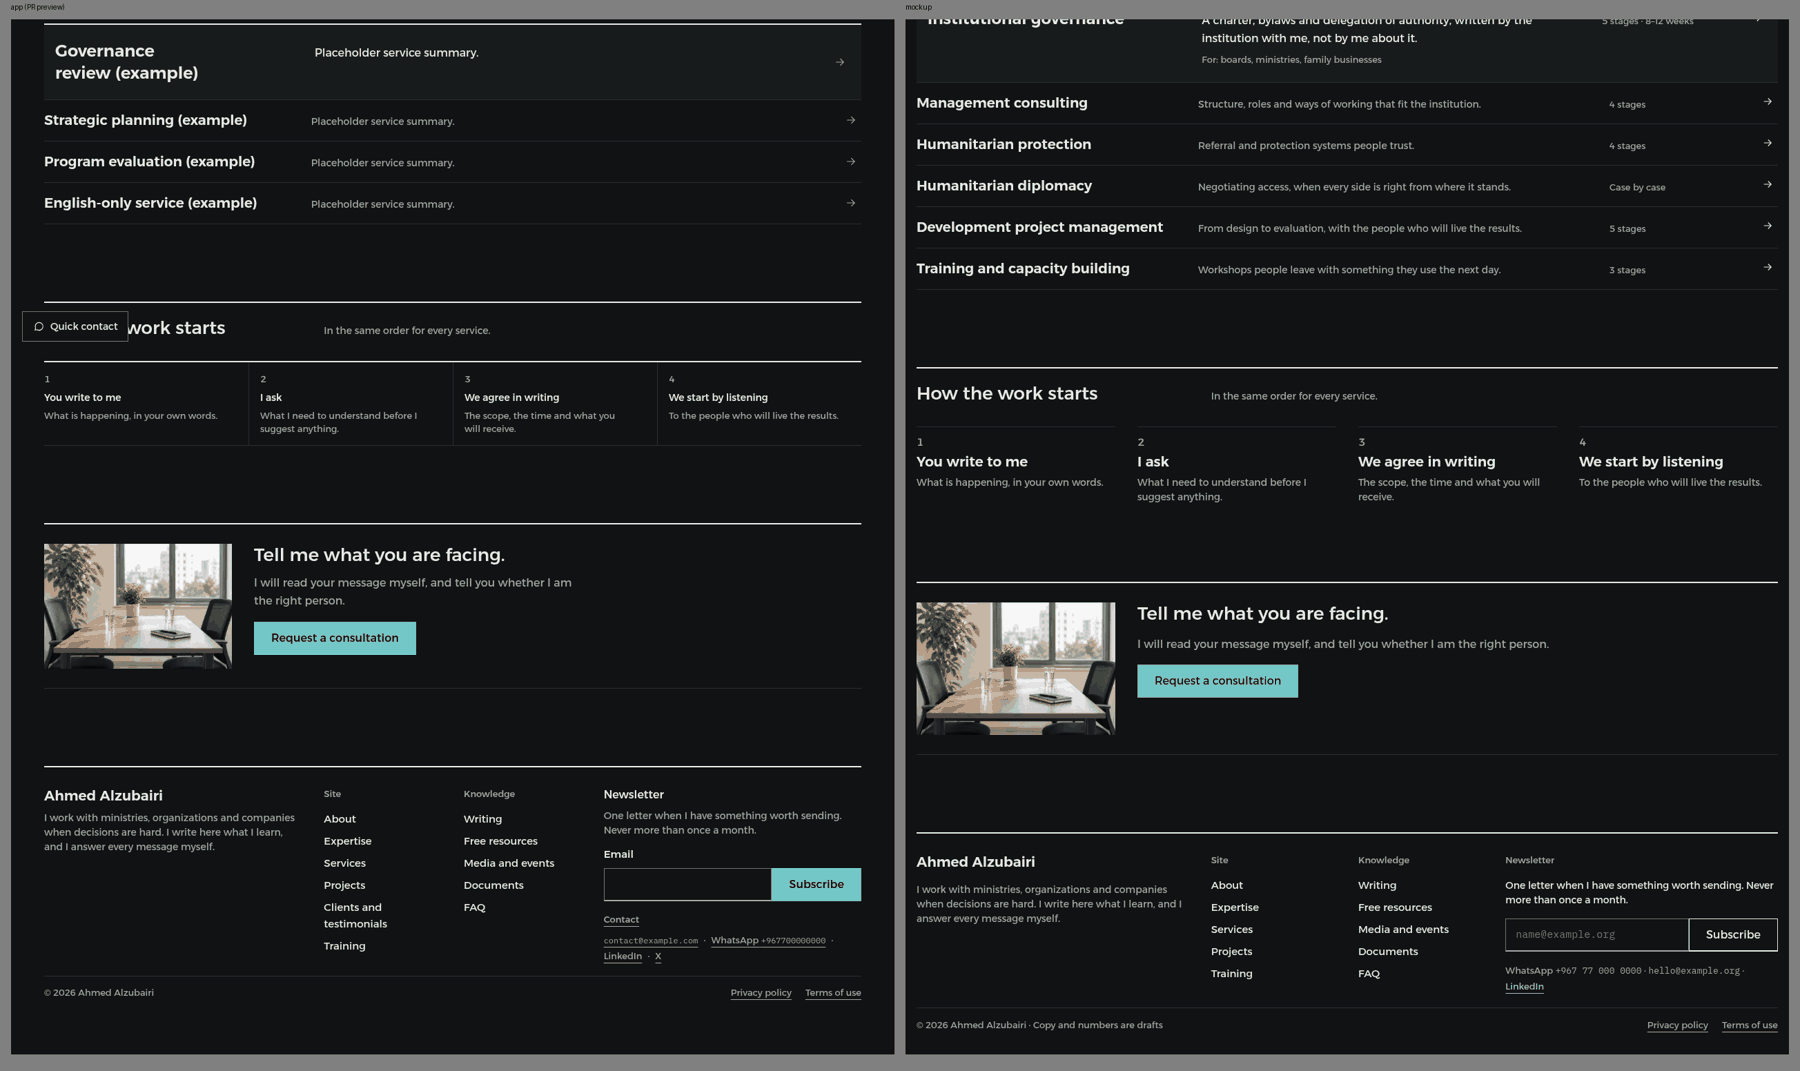 app (PR preview)
Governance
review (example)
Placeholder service summary.
→
Strategic planning (example)
Placeholder service summary.
→
Program evaluation (example)
Placeholder service summary.
→
English-only service (example)
Placeholder service summary.
→
Quick contact
work starts
In the same order for every service.
1
You write to me
What is happening, in your own words.
2
I ask
What I need to understand before I
suggest anything.
3
We agree in writing
The scope, the time and what you
will receive.
4
We start by listening
To the people who will live the results.
Tell me what you are facing.
I will read your message myself, and tell you whether I am
the right person.
Request a consultation
Ahmed Alzubairi
I work with ministries, organizations and companies
when decisions are hard. I write here what I learn,
and I answer every message myself.
Site
About
Expertise
Services
Projects
Clients and
testimonials
Training
Knowledge
Writing
Free resources
Media and events
Documents
FAQ
Newsletter
One letter when I have something worth sending.
Never more than once a month.
Email
Subscribe
Contact
contact@example.com · WhatsApp +967700000000 ·
LinkedIn · X
© 2026 Ahmed Alzubairi
Privacy policy Terms of use
mockup
Institutional governance
A charter, bylaws and delegation of authority, written by the
institution with me, not by me about it.
For: boards, ministries, family businesses
5 stages · 8–12 weeks
Management consulting
Structure, roles and ways of working that fit the institution.
4 stages
→
Humanitarian protection
Referral and protection systems people trust.
4 stages
→
Humanitarian diplomacy
Negotiating access, when every side is right from where it stands.
Case by case
→
Development project management
From design to evaluation, with the people who will live the results.
5 stages
→
Training and capacity building
Workshops people leave with something they use the next day.
3 stages
→
How the work starts
In the same order for every service.
1
You write to me
What is happening, in your own words.
2
I ask
What I need to understand before I
suggest anything.
3
We agree in writing
The scope, the time and what you will
receive.
4
We start by listening
To the people who will live the results.
Tell me what you are facing.
I will read your message myself, and tell you whether I am the right person.
Request a consultation
Ahmed Alzubairi
I work with ministries, organizations and companies
when decisions are hard. I write here what I learn, and I
answer every message myself.
Site
About
Expertise
Services
Projects
Training
Knowledge
Writing
Free resources
Media and events
Documents
FAQ
Newsletter
One letter when I have something worth sending. Never
more than once a month.
name@example.org
Subscribe
WhatsApp +967 77 000 0000 · hello@example.org ·
LinkedIn
© 2026 Ahmed Alzubairi · Copy and numbers are drafts
Privacy policy Terms of use